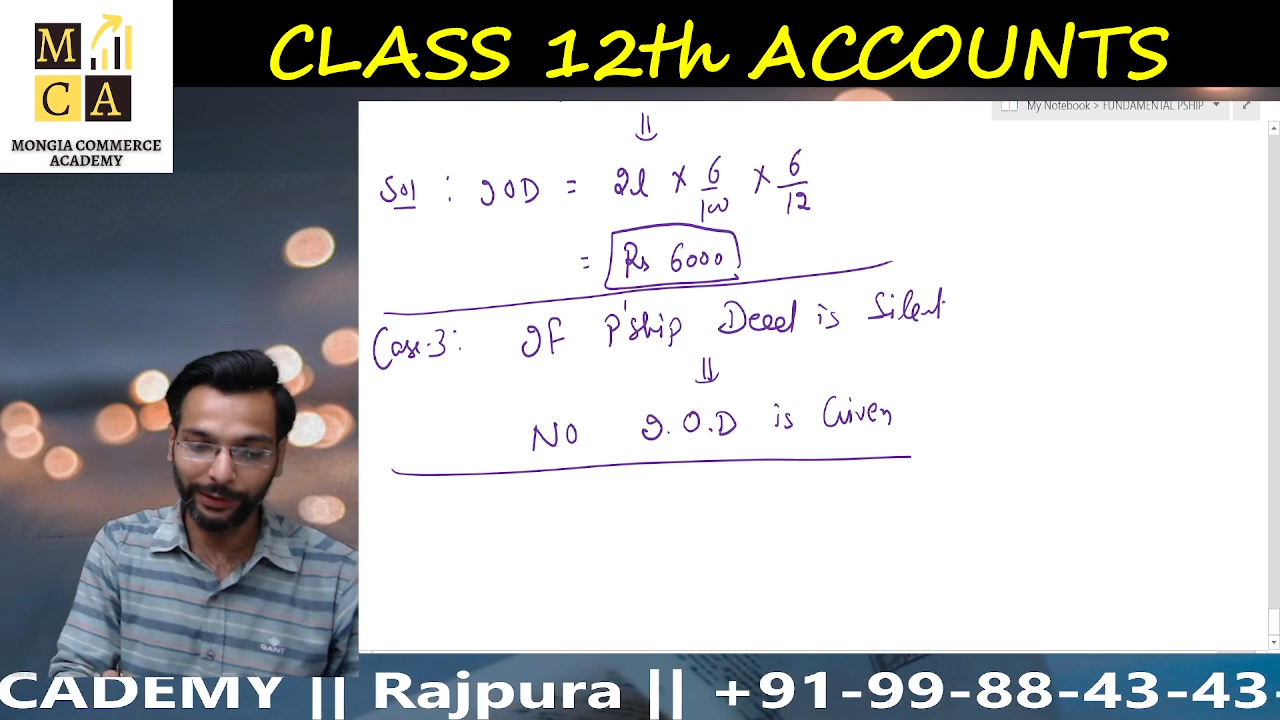 M
C A
MONGIA COMMERCE
ACADEMY
CLASS 12th ACCOUNTS
My Notebook > FUNDAMENTAL PSHIP
Sol : IOD = 2l × 6/100 × 6/12
= Rs 6000
Case-3: If P'ship Deed is Silent
NO I.O.D is Given
GANT
CADEMY || Rajpura || +91-99-88-43-43-